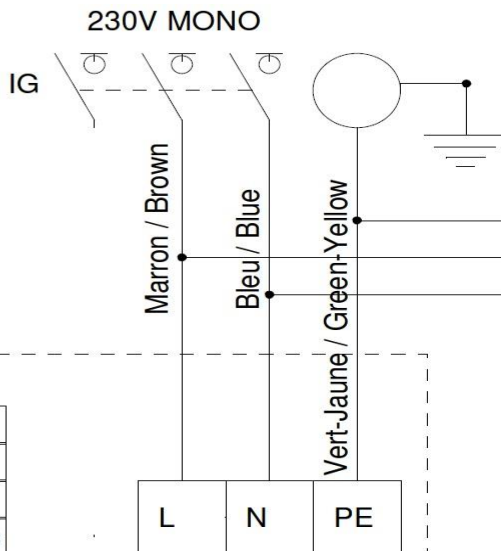 230V MONO
IG
Marron / Brown
Bleu / Blue
Vert-Jaune / Green-Yellow
L
N
PE